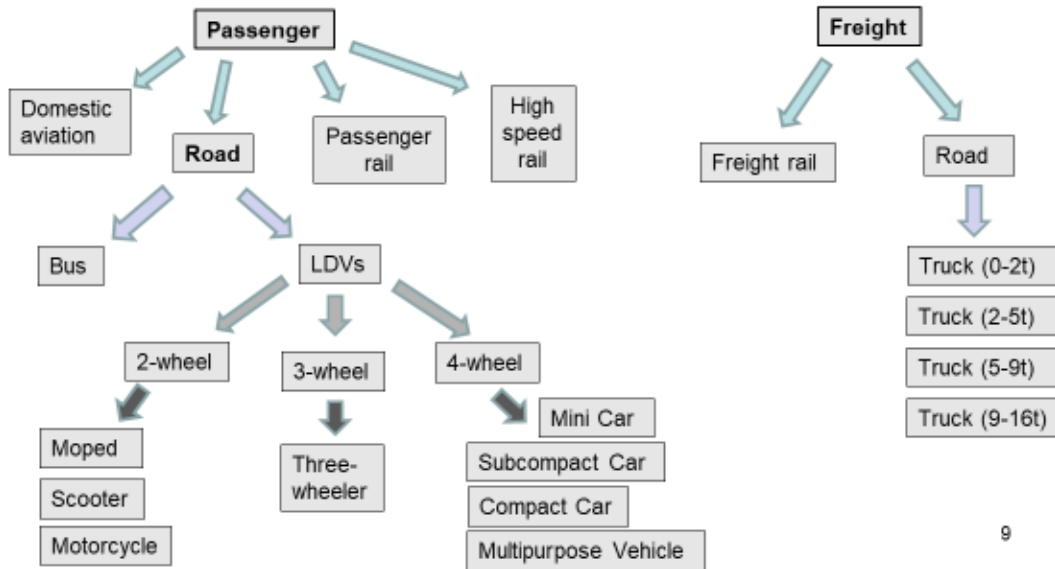 Passenger
Freight
Domestic
aviation
Road
Passenger
rail
High
speed
rail
Freight rail
Road
Bus
LDVs
Truck (0-2t)
Truck (2-5t)
Truck (5-9t)
Truck (9-16t)
2-wheel
3-wheel
4-wheel
Moped
Scooter
Motorcycle
Three-
wheeler
Mini Car
Subcompact Car
Compact Car
Multipurpose Vehicle
9